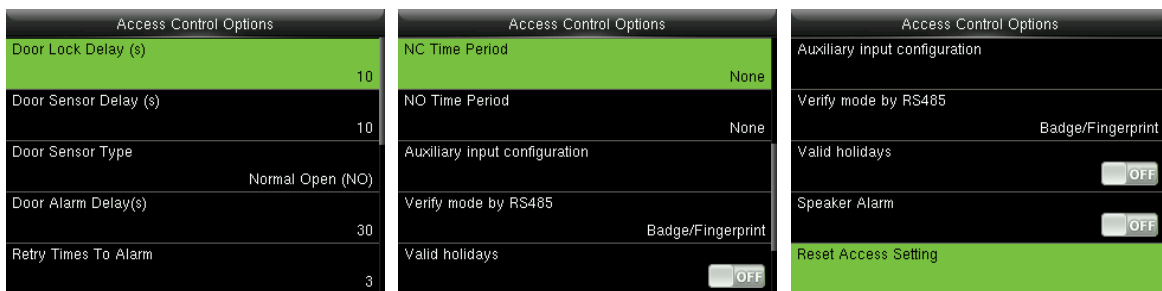 Access Control Options
Door Lock Delay (s)
10
Door Sensor Delay (s)
10
Door Sensor Type
Normal Open (NO)
Door Alarm Delay(s)
30
Retry Times To Alarm
3
Access Control Options
NC Time Period
None
NO Time Period
None
Auxiliary input configuration
Verify mode by RS485
Badge/Fingerprint
Valid holidays
OFF
Access Control Options
Auxiliary input configuration
Verify mode by RS485
Badge/Fingerprint
Valid holidays
OFF
Speaker Alarm
OFF
Reset Access Setting